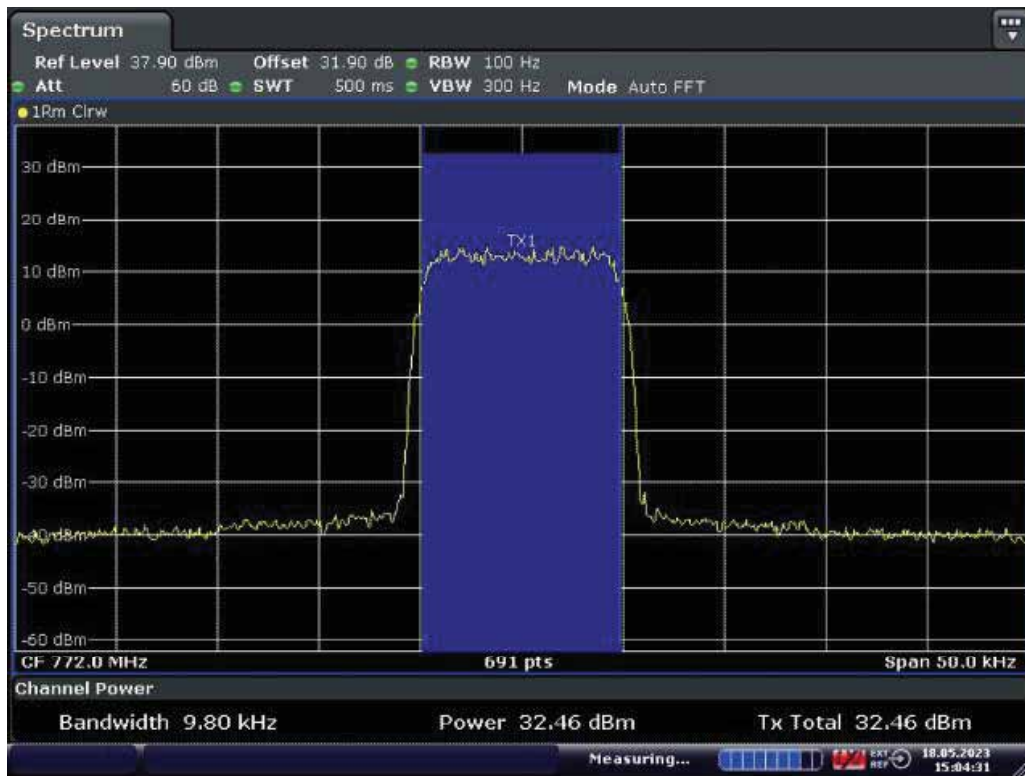 Spectrum
Ref Level 37.90 dBm Offset 31.90 dB RBW 100 Hz
Att 60 dB SWT 500 ms VBW 300 Hz Mode Auto FFT
1Rm Clrw
30 dBm
20 dBm
TX1
10 dBm
0 dBm
-10 dBm
-20 dBm
-30 dBm
-40 dBm
-50 dBm
-60 dBm
CF 772.0 MHz 691 pts Span 50.0 kHz
Channel Power
Bandwidth 9.80 kHz Power 32.46 dBm Tx Total 32.46 dBm
Measuring... EXT REF 18.05.2023
15:04:31